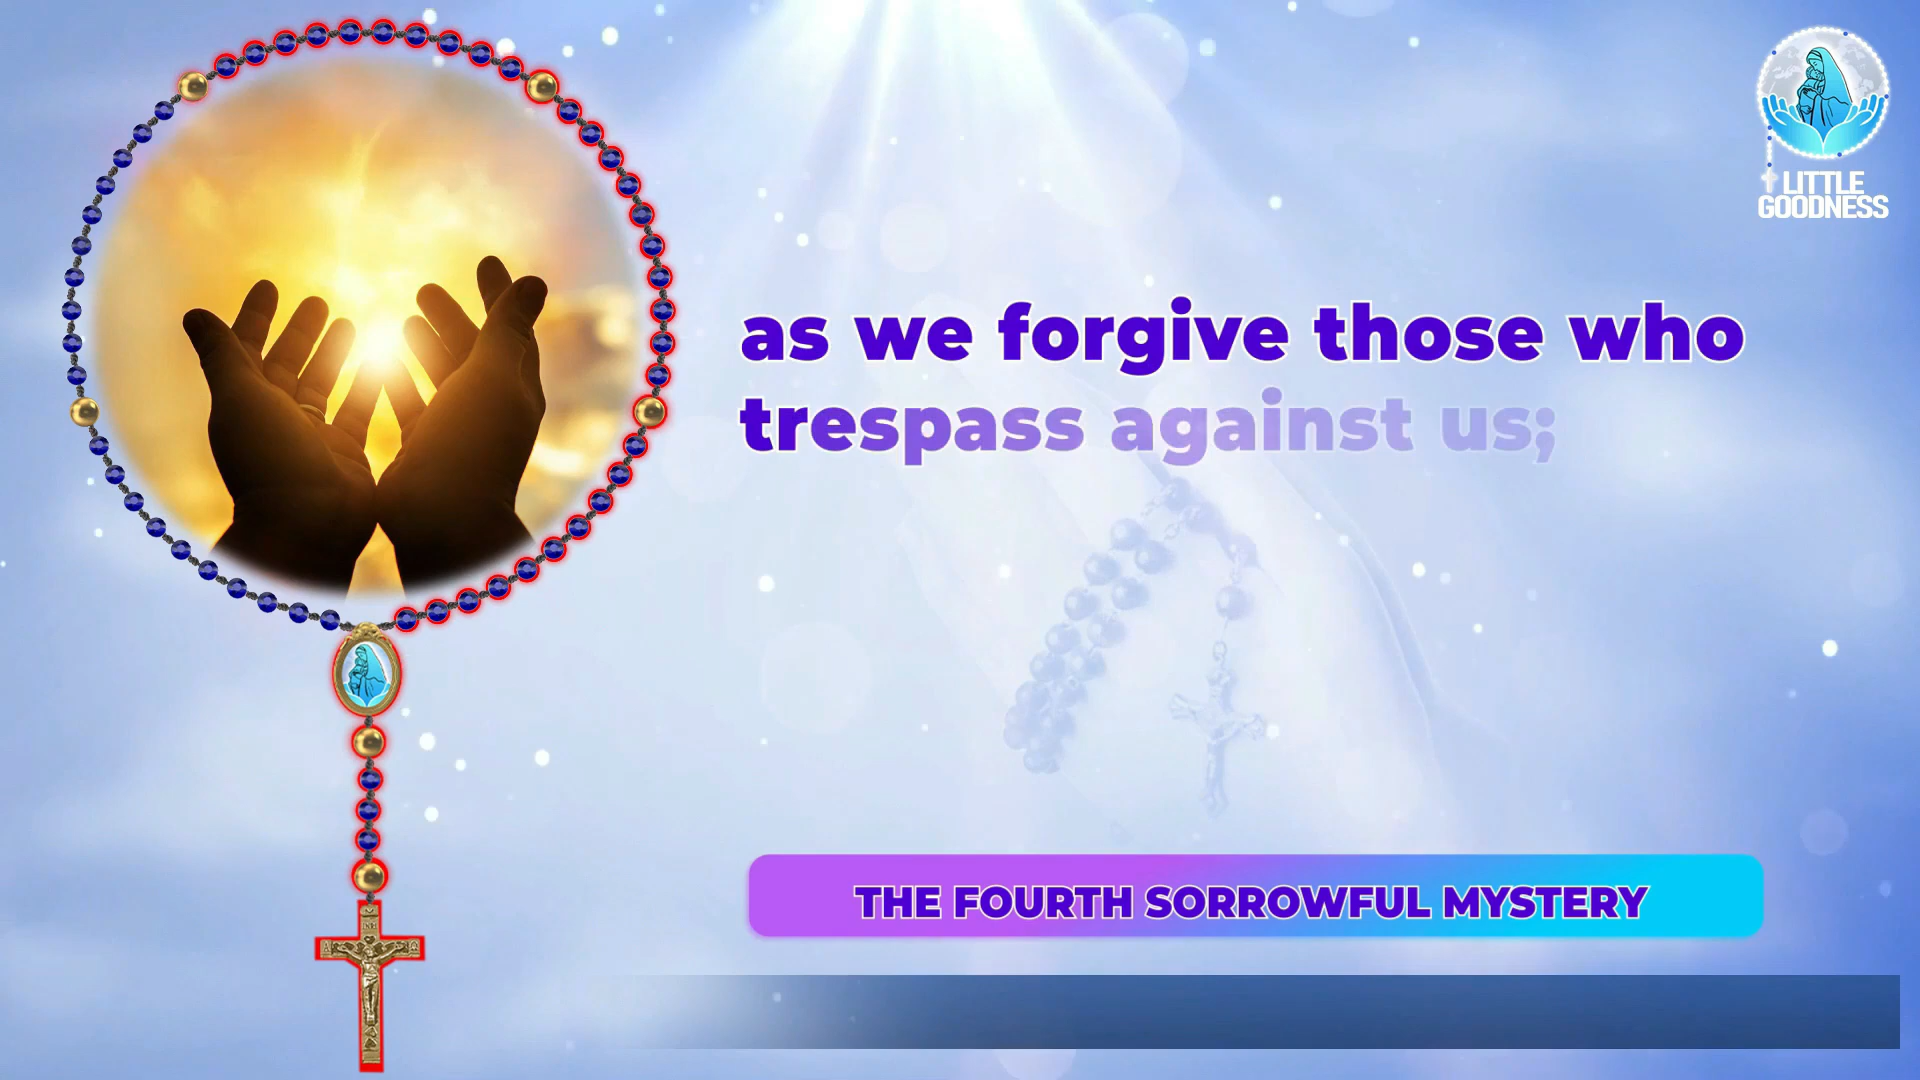 LITTLE
GOODNESS
as we forgive those who
trespass against us;
THE FOURTH SORROWFUL MYSTERY